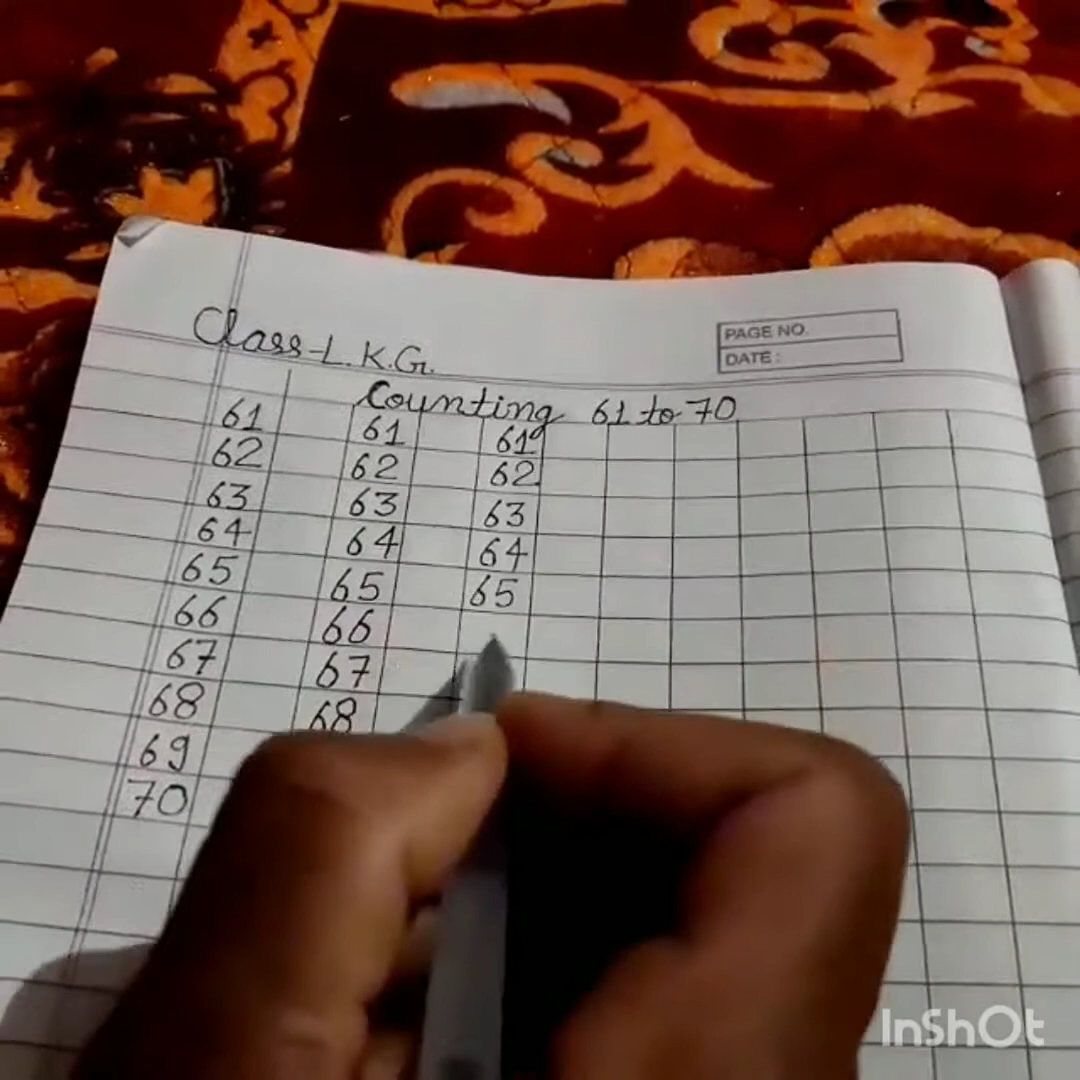 PAGE NO.
DATE :
Class-L.K.G.
Counting 61 to 70
61 61 61
62 62 62
63 63 63
64 64 64
65 65 65
66 66
67 67
68 68
69
70
InShOt